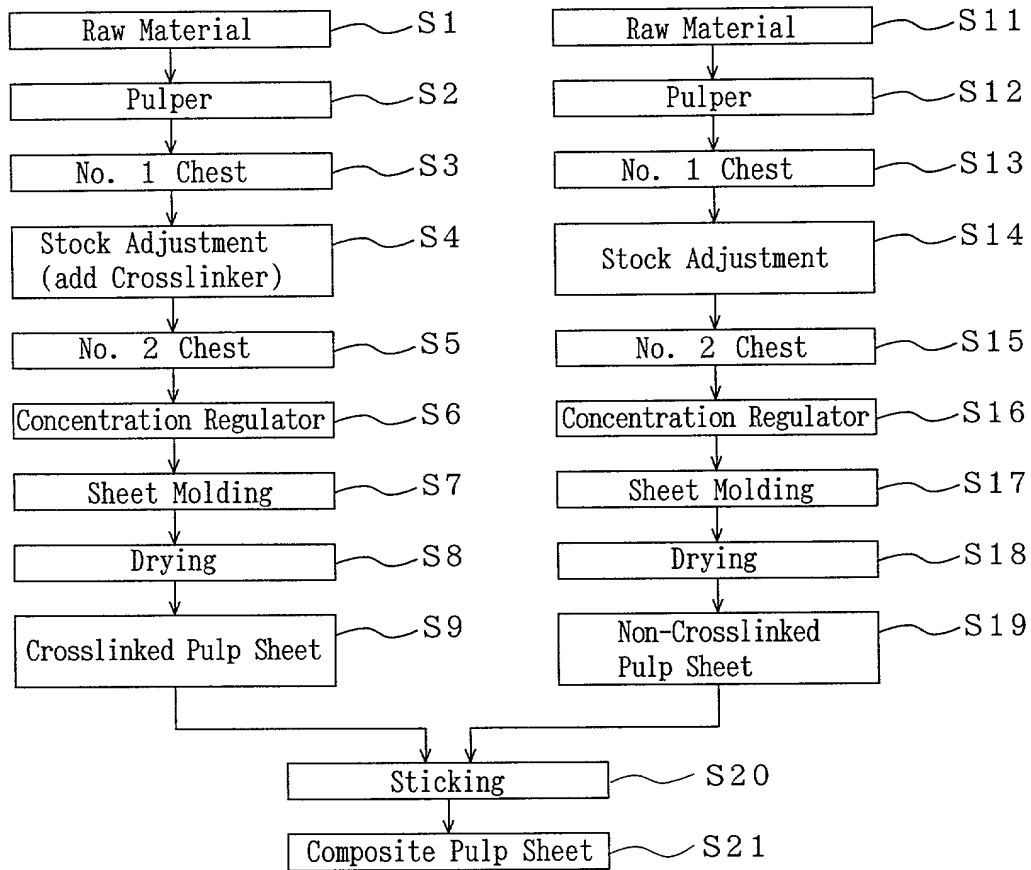 Raw Material S1
Pulper S2
No. 1 Chest S3
Stock Adjustment S4
(add Crosslinker)
No. 2 Chest S5
Concentration Regulator S6
Sheet Molding S7
Drying S8
Crosslinked Pulp Sheet S9
Raw Material S11
Pulper S12
No. 1 Chest S13
Stock Adjustment S14
No. 2 Chest S15
Concentration Regulator S16
Sheet Molding S17
Drying S18
Non-Crosslinked S19
Pulp Sheet
Sticking S20
Composite Pulp Sheet S21